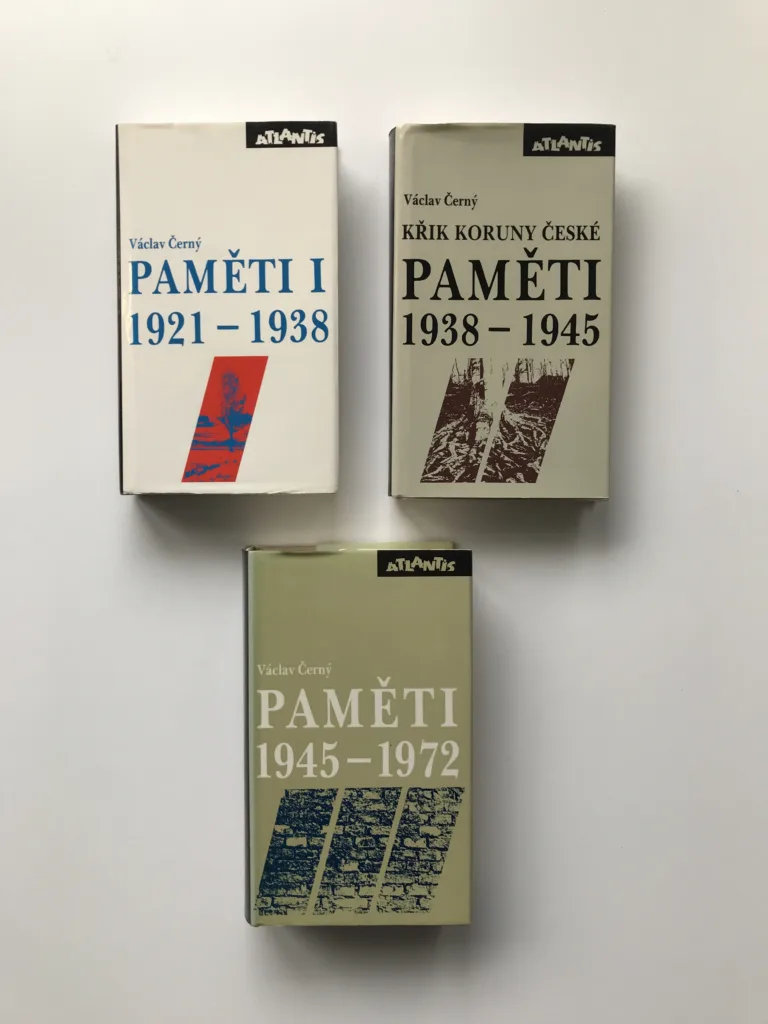 ATLANTIS
Václav Černý
PAMĚTI I
1921 – 1938
ATLANTIS
Václav Černý
KŘIK KORUNY ČESKÉ
PAMĚTI
1938 – 1945
ATLANTIS
Václav Černý
PAMĚTI
1945 – 1972